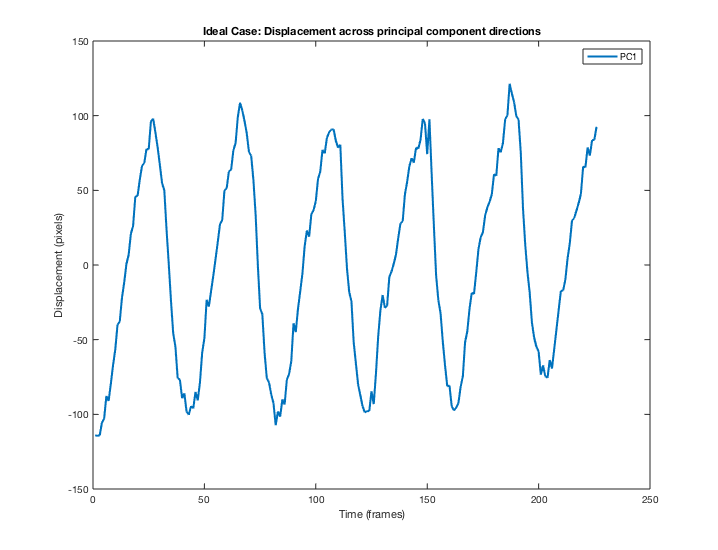 Ideal Case: Displacement across principal component directions
PC1
150
100
50
0
-50
-100
-150
Displacement (pixels)
0 50 100 150 200 250
Time (frames)